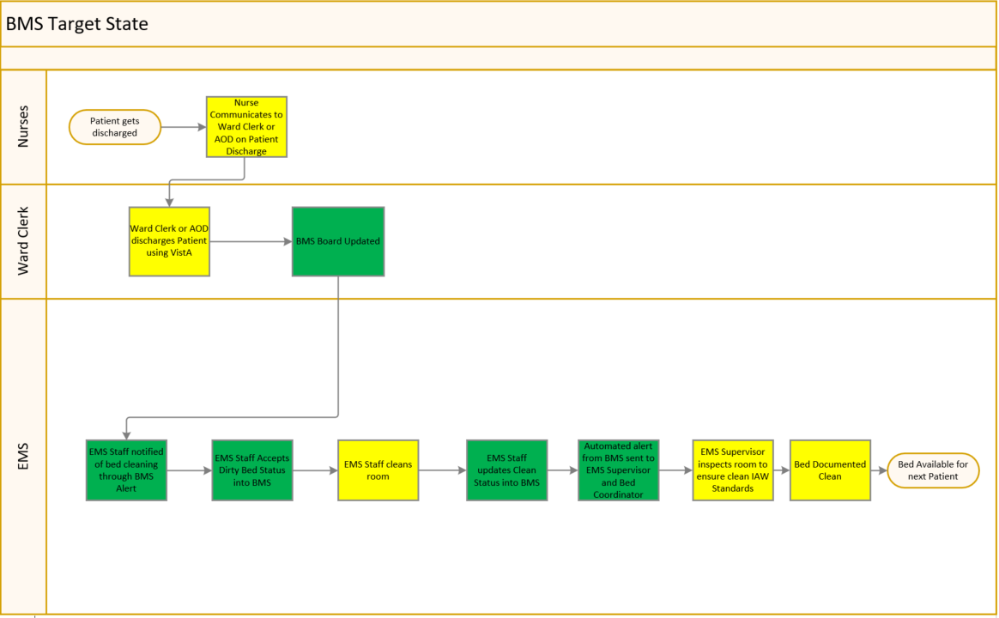 BMS Target State
Nurses
Patient gets
discharged
Nurse
Communicates to
Ward Clerk or
AOD on Patient
Discharge
Ward Clerk
Ward Clerk or AOD
discharges Patient
using VistA
BMS Board Updated
EMS
EMS Staff notified
of bed cleaning
through BMS
Alert
EMS Staff Accepts
Dirty Bed Status
into BMS
EMS Staff cleans
room
EMS Staff
updates Clean
Status into BMS
Automated alert
from BMS sent to
EMS Supervisor
and Bed
Coordinator
EMS Supervisor
inspects room to
ensure clean IAW
Standards
Bed Documented
Clean
Bed Available for
next Patient